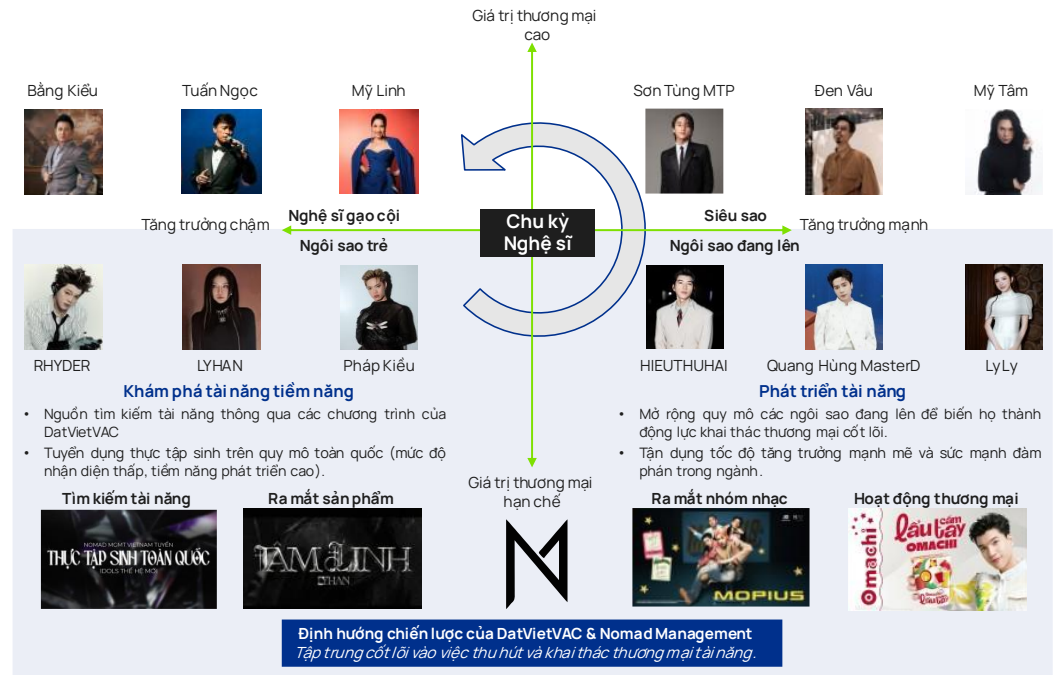 Giá trị thương mại
cao
Bằng Kiều
Tuấn Ngọc
Mỹ Linh
Sơn Tùng MTP
Đen Vâu
Mỹ Tâm
Tăng trưởng chậm
Nghệ sĩ gạo cội
Chu kỳ
Nghệ sĩ
Siêu sao
Tăng trưởng mạnh
Ngôi sao trẻ
Ngôi sao đang lên
RHYDER
LYHAN
Pháp Kiều
HIEUTHUHAI
Quang Hùng MasterD
LyLy
Khám phá tài năng tiềm năng
• Nguồn tìm kiếm tài năng thông qua các chương trình của
DatVietVAC
• Tuyển dụng thực tập sinh trên quy mô toàn quốc (mức độ
nhận diện thấp, tiềm năng phát triển cao).
Phát triển tài năng
• Mở rộng quy mô các ngôi sao đang lên để biến họ thành
động lực khai thác thương mại cốt lõi.
• Tận dụng tốc độ tăng trưởng mạnh mẽ và sức mạnh đàm
phán trong ngành.
Giá trị thương mại
hạn chế
Tìm kiếm tài năng
Ra mắt sản phẩm
Ra mắt nhóm nhạc
Hoạt động thương mại
NOMAD MGMT VIETNAM TUYỂN
THỰC TẬP SINH TOÀN QUỐC
IDOLS THẾ HỆ MỚI
TÂM LINH
LYHAN
MOPIUS
Omachi
lẩu cầm tay
OMACHI
Định hướng chiến lược của DatVietVAC & Nomad Management
Tập trung cốt lõi vào việc thu hút và khai thác thương mại tài năng.